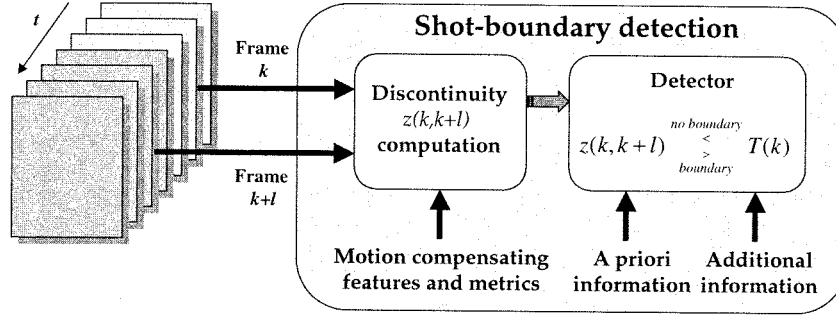 Shot-boundary detection
t
Frame
k
Discontinuity
z(k,k+l)
computation
Detector
no boundary
<
z(k, k + l) T(k)
>
boundary
Frame
k+l
Motion compensating
features and metrics
A priori
information
Additional
information